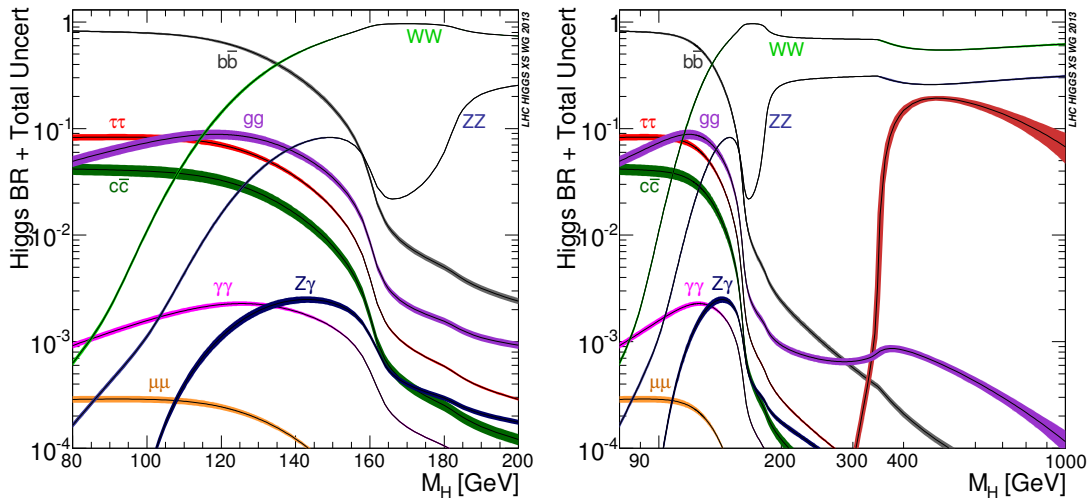 Higgs BR + Total Uncert
1
10⁻¹
10⁻²
10⁻³
10⁻⁴
bb̄
WW
ττ
gg
ZZ
cc̄
γγ
Zγ
μμ
80
100
120
140
160
180
200
M_H [GeV]
LHC HIGGS XS WG 2013
Higgs BR + Total Uncert
1
10⁻¹
10⁻²
10⁻³
10⁻⁴
bb̄
WW
ττ
gg
ZZ
cc̄
γγ
Zγ
μμ
90
200
300
400
1000
M_H [GeV]
LHC HIGGS XS WG 2013